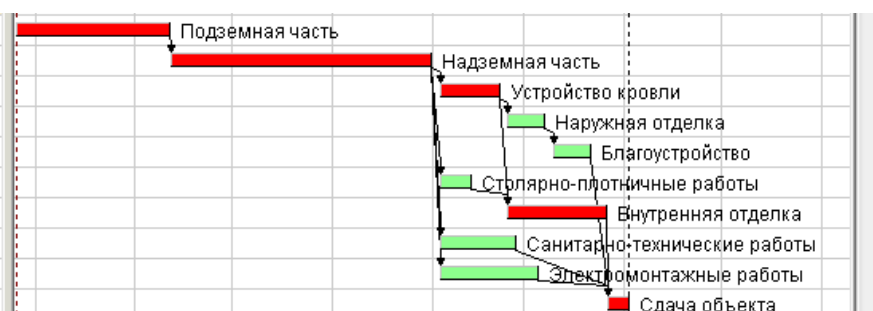 Подземная часть
Надземная часть
Устройство кровли
Наружная отделка
Благоустройство
Столярно-плотничные работы
Внутренняя отделка
Санитарно-технические работы
Электромонтажные работы
Сдача объекта